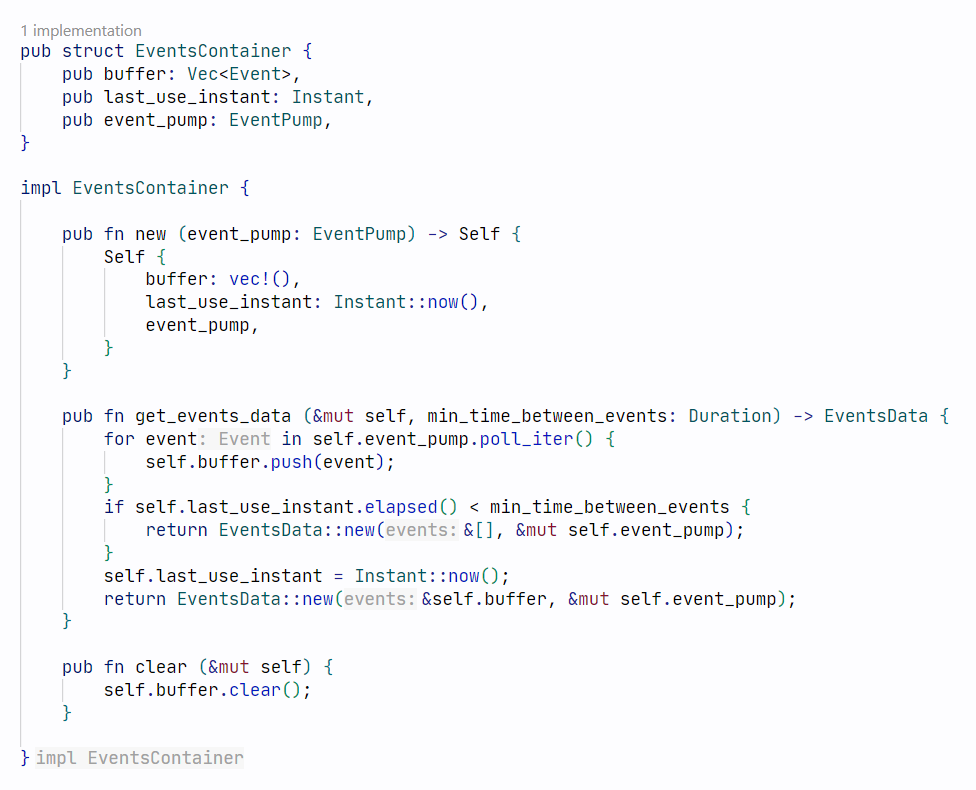 1 implementation
pub struct EventsContainer {
    pub buffer: Vec<Event>,
    pub last_use_instant: Instant,
    pub event_pump: EventPump,
}

impl EventsContainer {

    pub fn new (event_pump: EventPump) -> Self {
        Self {
            buffer: vec!(),
            last_use_instant: Instant::now(),
            event_pump,
        }
    }

    pub fn get_events_data (&mut self, min_time_between_events: Duration) -> EventsData {
        for event: Event in self.event_pump.poll_iter() {
            self.buffer.push(event);
        }
        if self.last_use_instant.elapsed() < min_time_between_events {
            return EventsData::new(events: &[], &mut self.event_pump);
        }
        self.last_use_instant = Instant::now();
        return EventsData::new(events: &self.buffer, &mut self.event_pump);
    }

    pub fn clear (&mut self) {
        self.buffer.clear();
    }

} impl EventsContainer